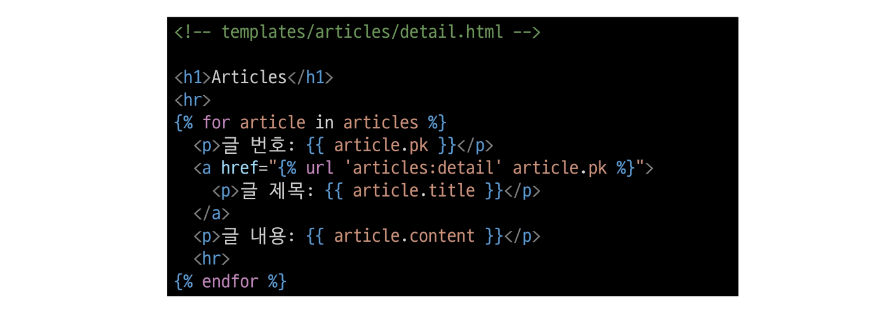 <!-- templates/articles/detail.html -->
<h1>Articles</h1>
<hr>
{% for article in articles %}
<p>글 번호: {{ article.pk }}</p>
<a href="{% url 'articles:detail' article.pk %}">
<p>글 제목: {{ article.title }}</p>
</a>
<p>글 내용: {{ article.content }}</p>
<hr>
{% endfor %}